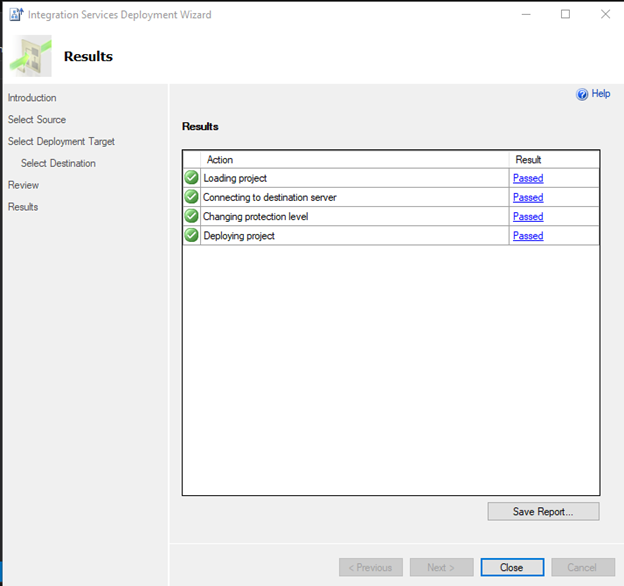 Integration Services Deployment Wizard
Results
Help
Introduction
Select Source
Select Deployment Target
Select Destination
Review
Results
Results
Action Result
Loading project Passed
Connecting to destination server Passed
Changing protection level Passed
Deploying project Passed
Save Report...
< Previous Next > Close Cancel